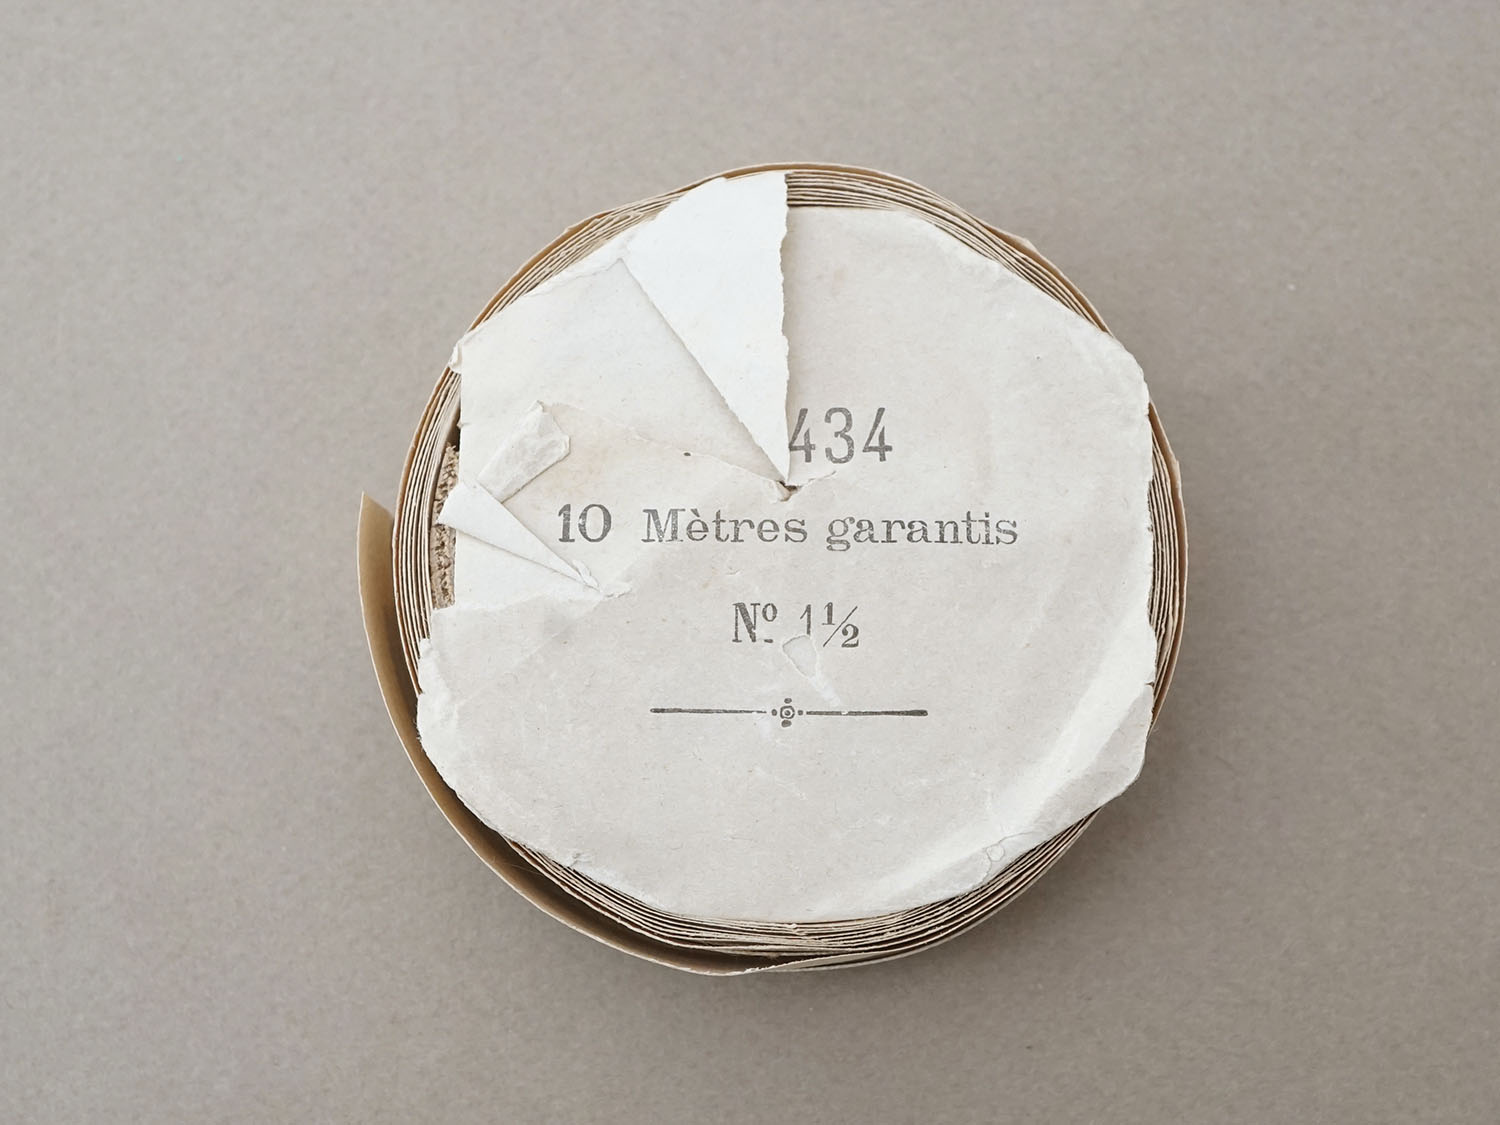 434
10 Mètres garantis
Nº 1½